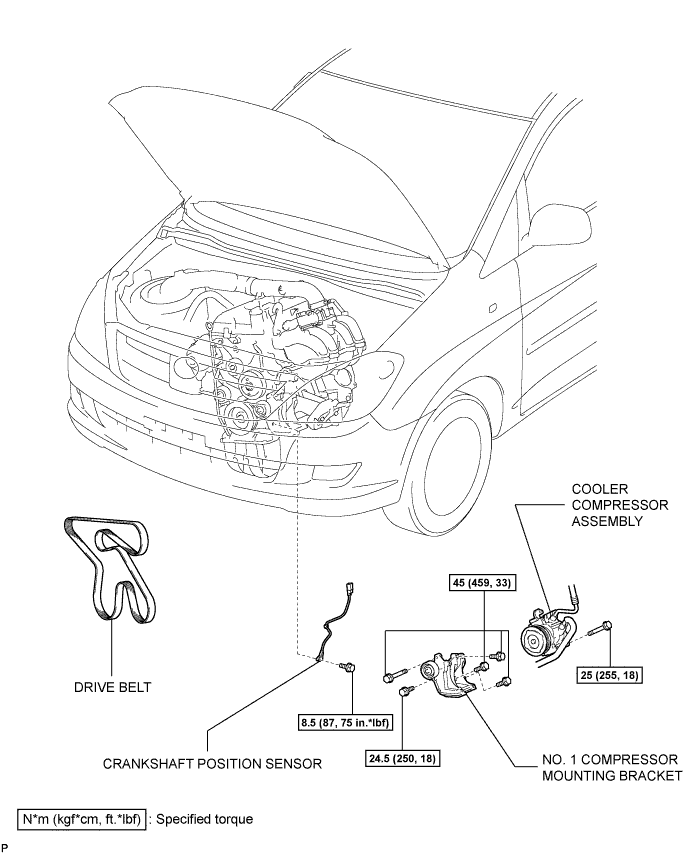 COOLER
COMPRESSOR
ASSEMBLY
45 (459, 33)
25 (255, 18)
DRIVE BELT
8.5 (87, 75 in.*lbf)
24.5 (250, 18)
CRANKSHAFT POSITION SENSOR
NO. 1 COMPRESSOR
MOUNTING BRACKET
N*m (kgf*cm, ft.*lbf) : Specified torque
P